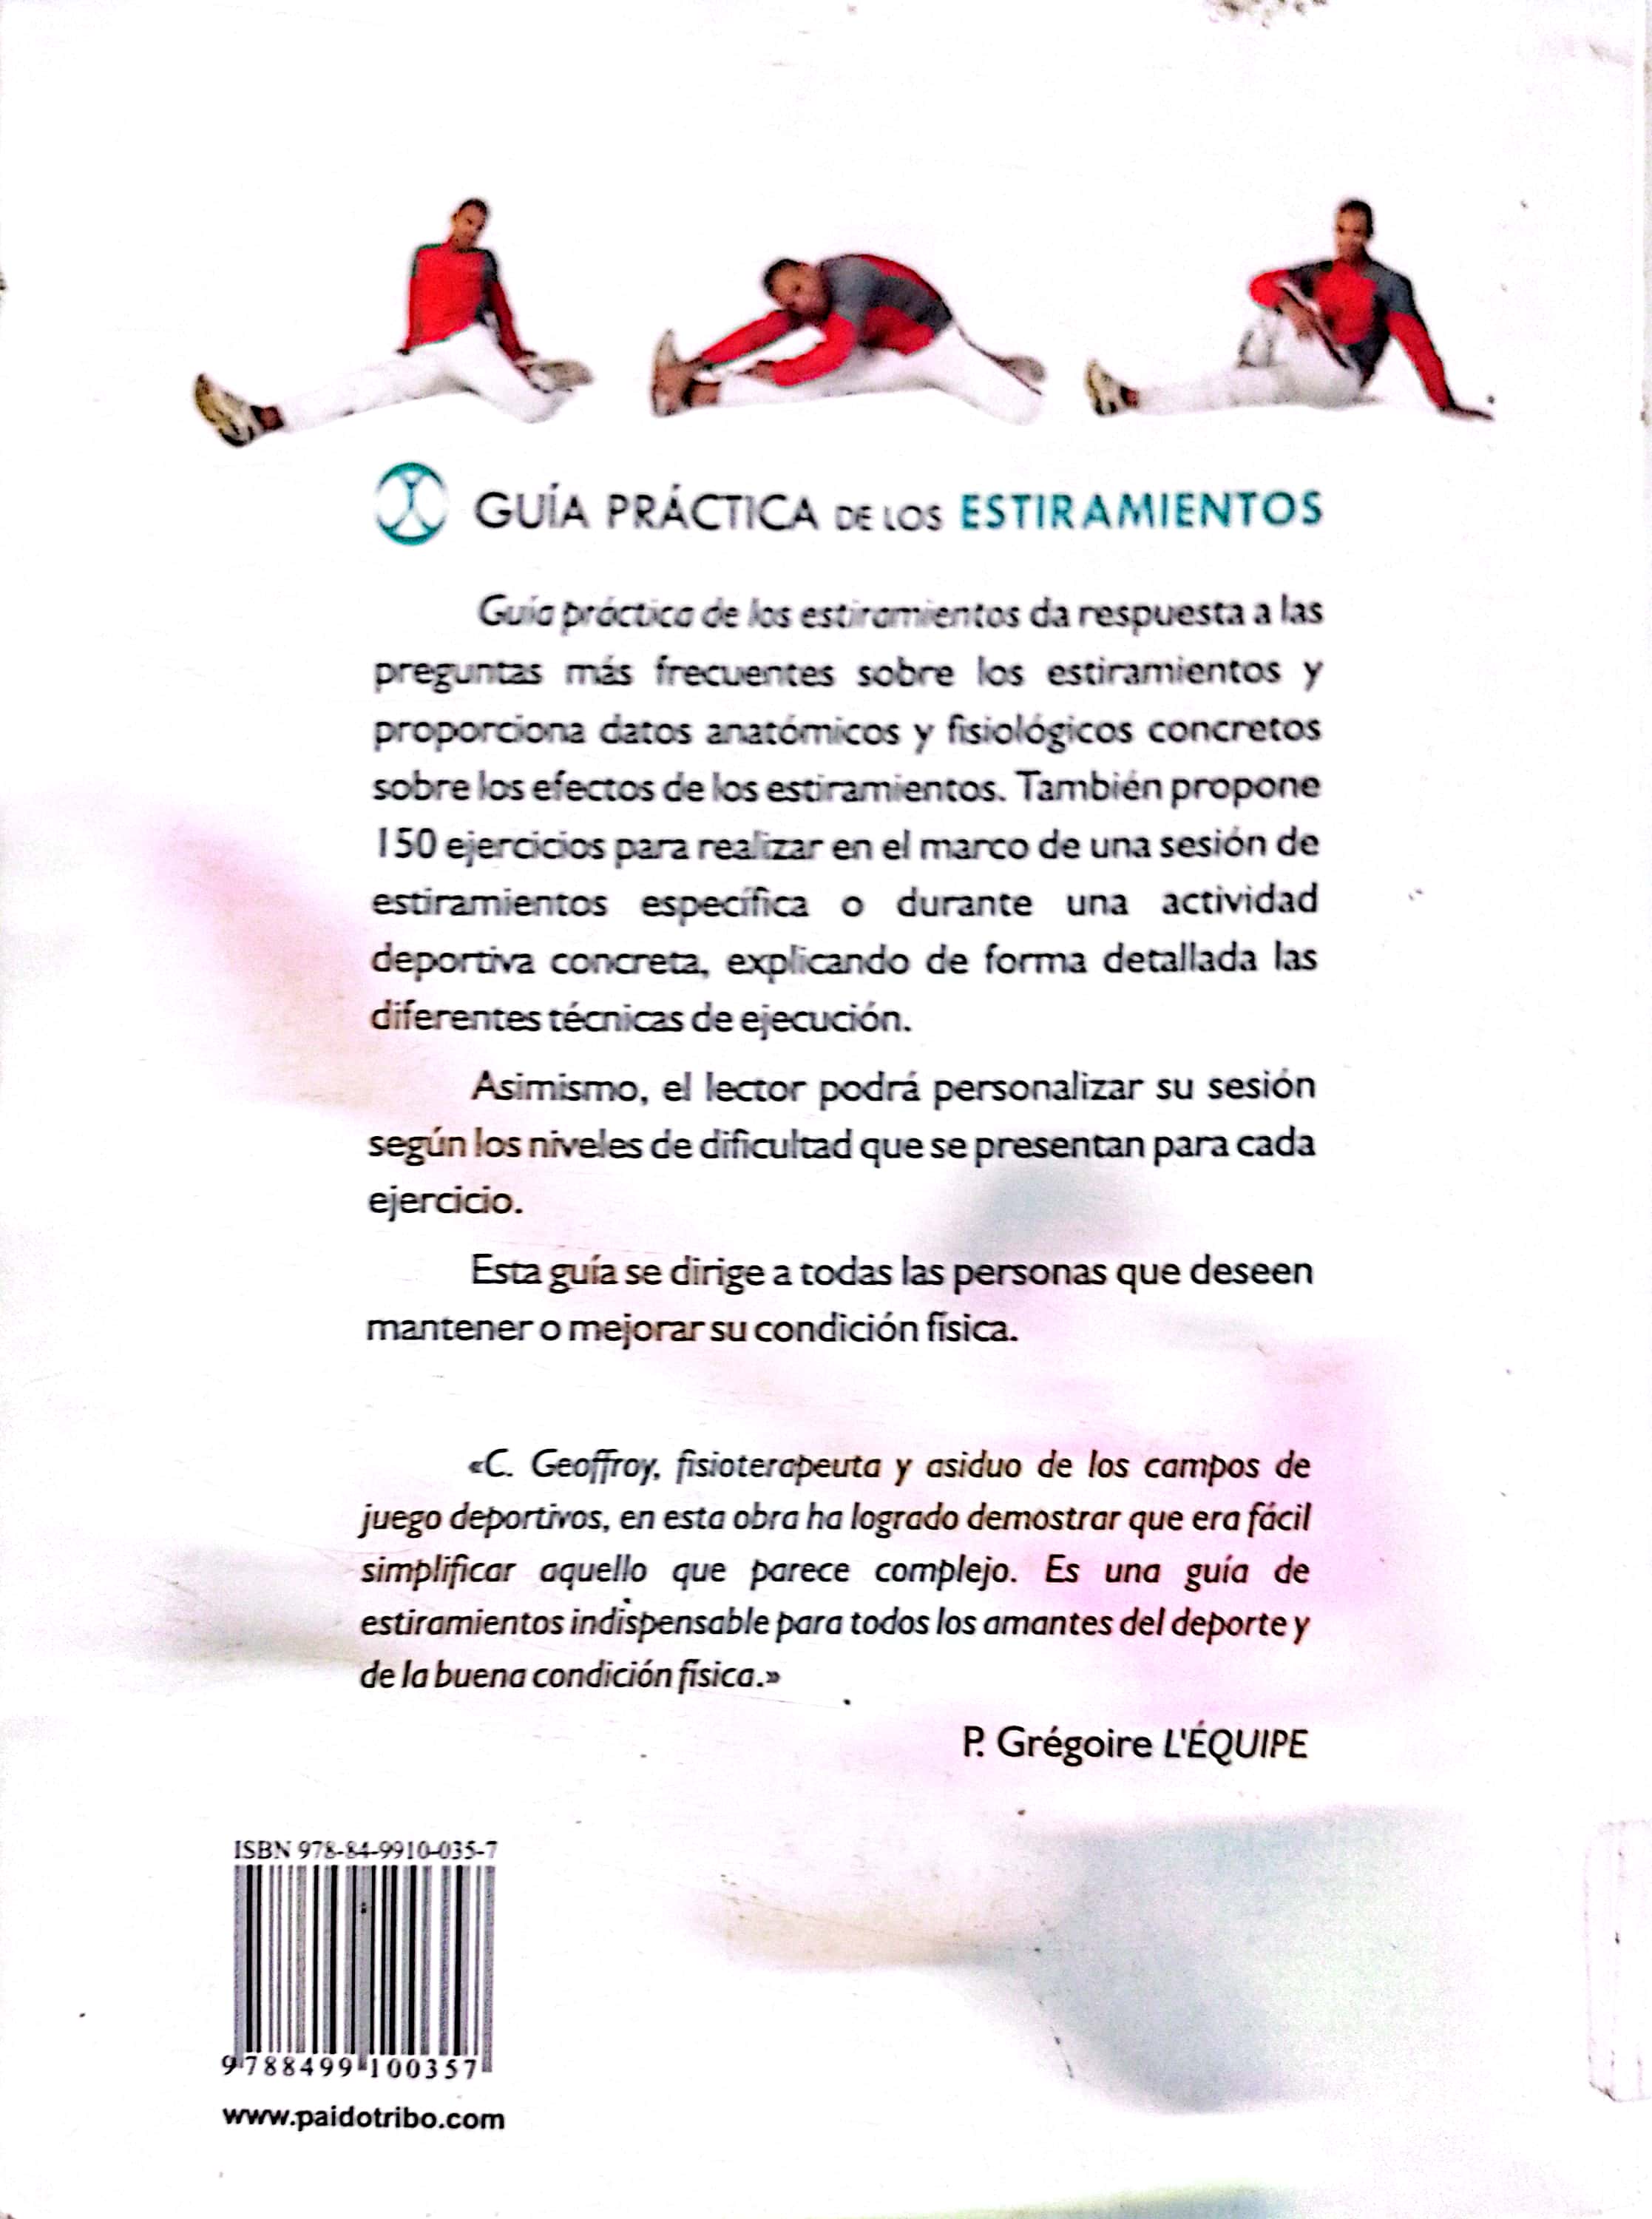 GUÍA PRÁCTICA DE LOS ESTIRAMIENTOS
Guía práctica de los estiramientos da respuesta a las
preguntas más frecuentes sobre los estiramientos y
proporciona datos anatómicos y fisiológicos concretos
sobre los efectos de los estiramientos. También propone
150 ejercicios para realizar en el marco de una sesión de
estiramientos específica o durante una actividad
deportiva concreta, explicando de forma detallada las
diferentes técnicas de ejecución.
Asimismo, el lector podrá personalizar su sesión
según los niveles de dificultad que se presentan para cada
ejercicio.
Esta guía se dirige a todas las personas que deseen
mantener o mejorar su condición física.
«C. Geoffroy, fisioterapeuta y asiduo de los campos de
juego deportivos, en esta obra ha logrado demostrar que era fácil
simplificar aquello que parece complejo. Es una guía de
estiramientos indispensable para todos los amantes del deporte y
de la buena condición física.»
P. Grégoire L'ÉQUIPE
ISBN 978-84-9910-035-7
9 788499 100357
www.paidotribo.com